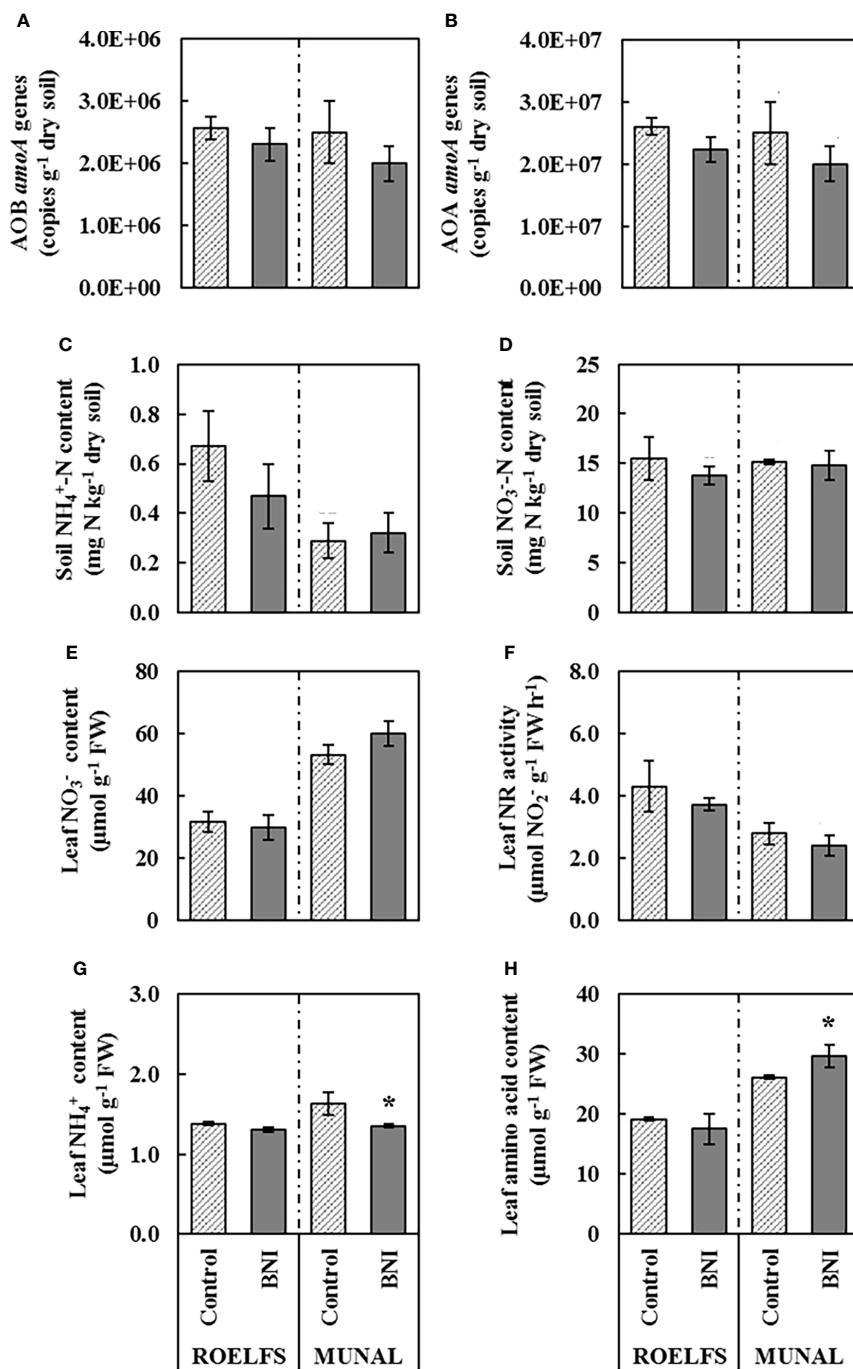 A
AOB amoA genes
(copies g⁻¹ dry soil)
4.0E+06
3.0E+06
2.0E+06
1.0E+06
0.0E+00
B
AOA amoA genes
(copies g⁻¹ dry soil)
4.0E+07
3.0E+07
2.0E+07
1.0E+07
0.0E+00
C
Soil NH₄⁺-N content
(mg N kg⁻¹ dry soil)
1.0
0.8
0.6
0.4
0.2
0.0
D
Soil NO₃⁻-N content
(mg N kg⁻¹ dry soil)
25
20
15
10
5
0
E
Leaf NO₃⁻ content
(µmol g⁻¹ FW)
80
60
40
20
0
F
Leaf NR activity
(µmol NO₂⁻ g⁻¹ FW h⁻¹)
8.0
6.0
4.0
2.0
0.0
G
Leaf NH₄⁺ content
(µmol g⁻¹ FW)
3.0
2.0
1.0
0.0
*
Control
BNI
Control
BNI
ROELFS
MUNAL
H
Leaf amino acid content
(µmol g⁻¹ FW)
40
30
20
10
0
*
Control
BNI
Control
BNI
ROELFS
MUNAL